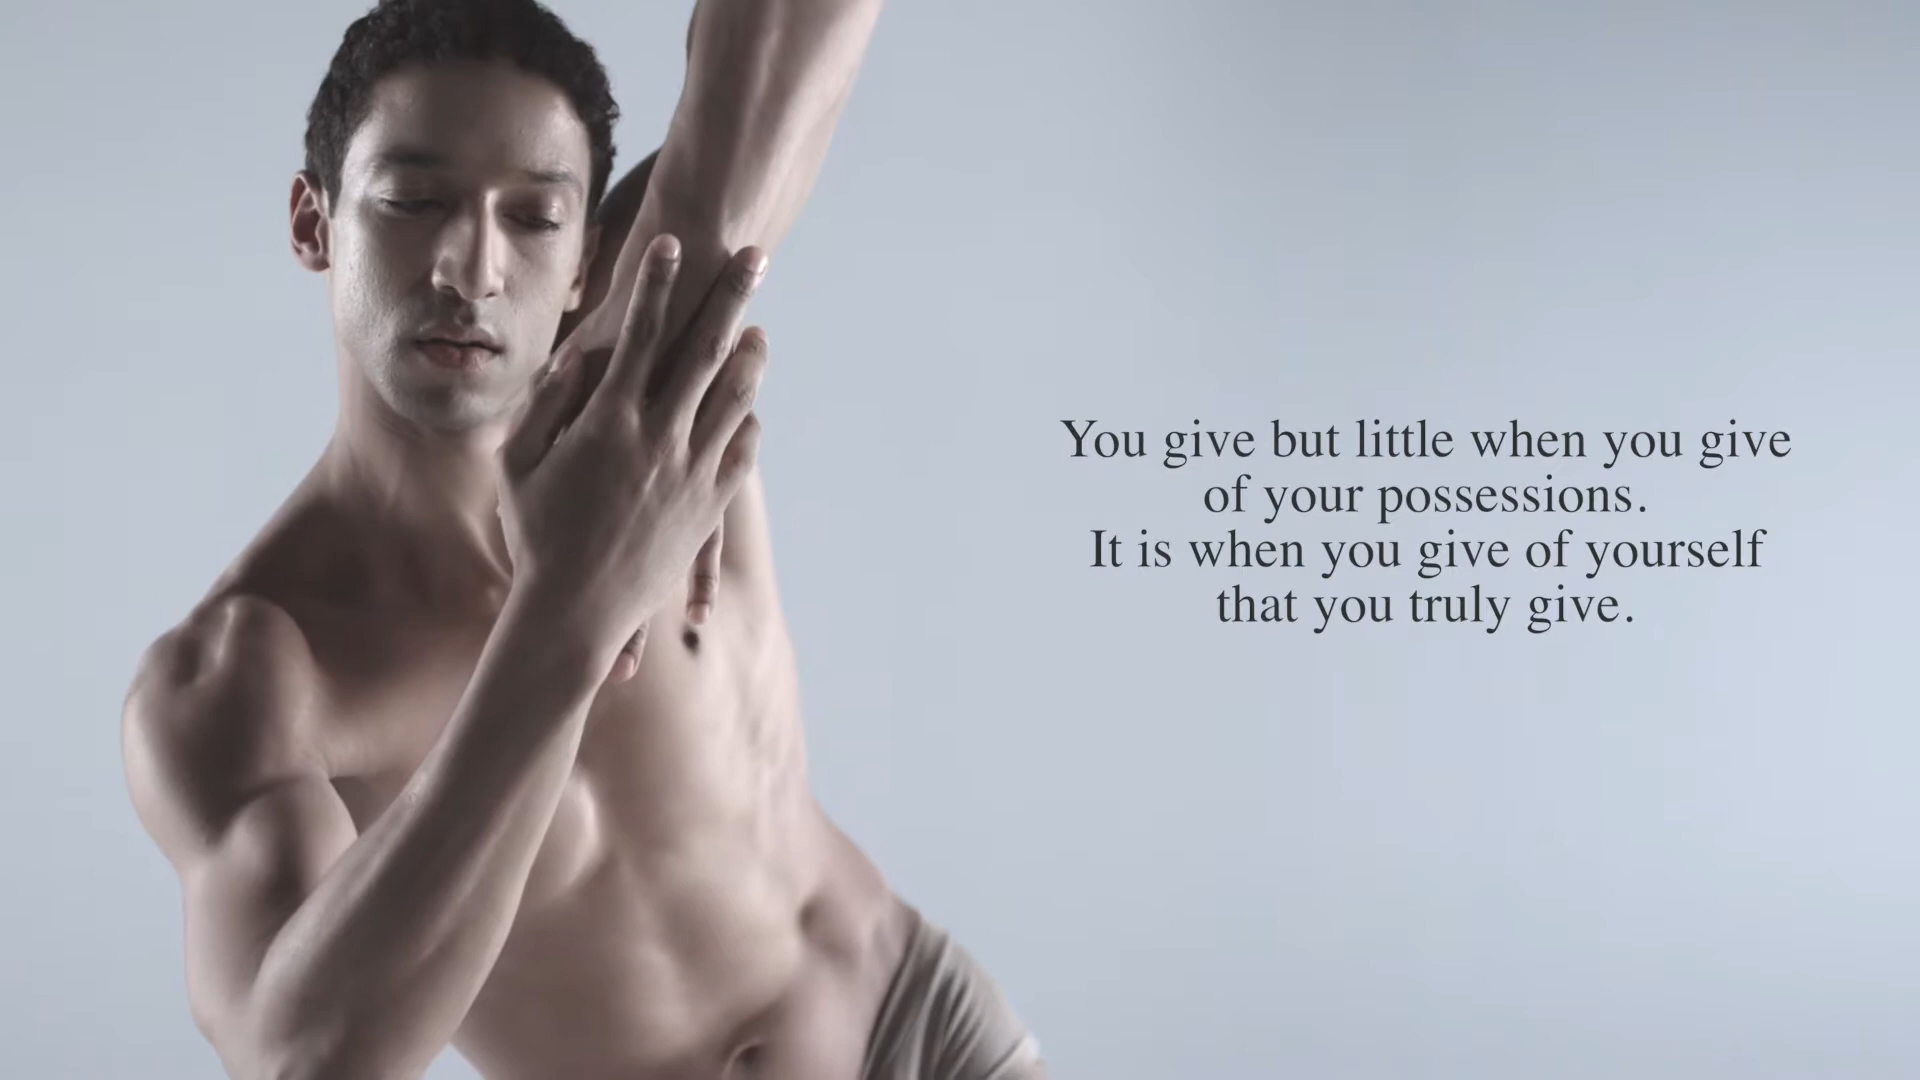 You give but little when you give
of your possessions.
It is when you give of yourself
that you truly give.